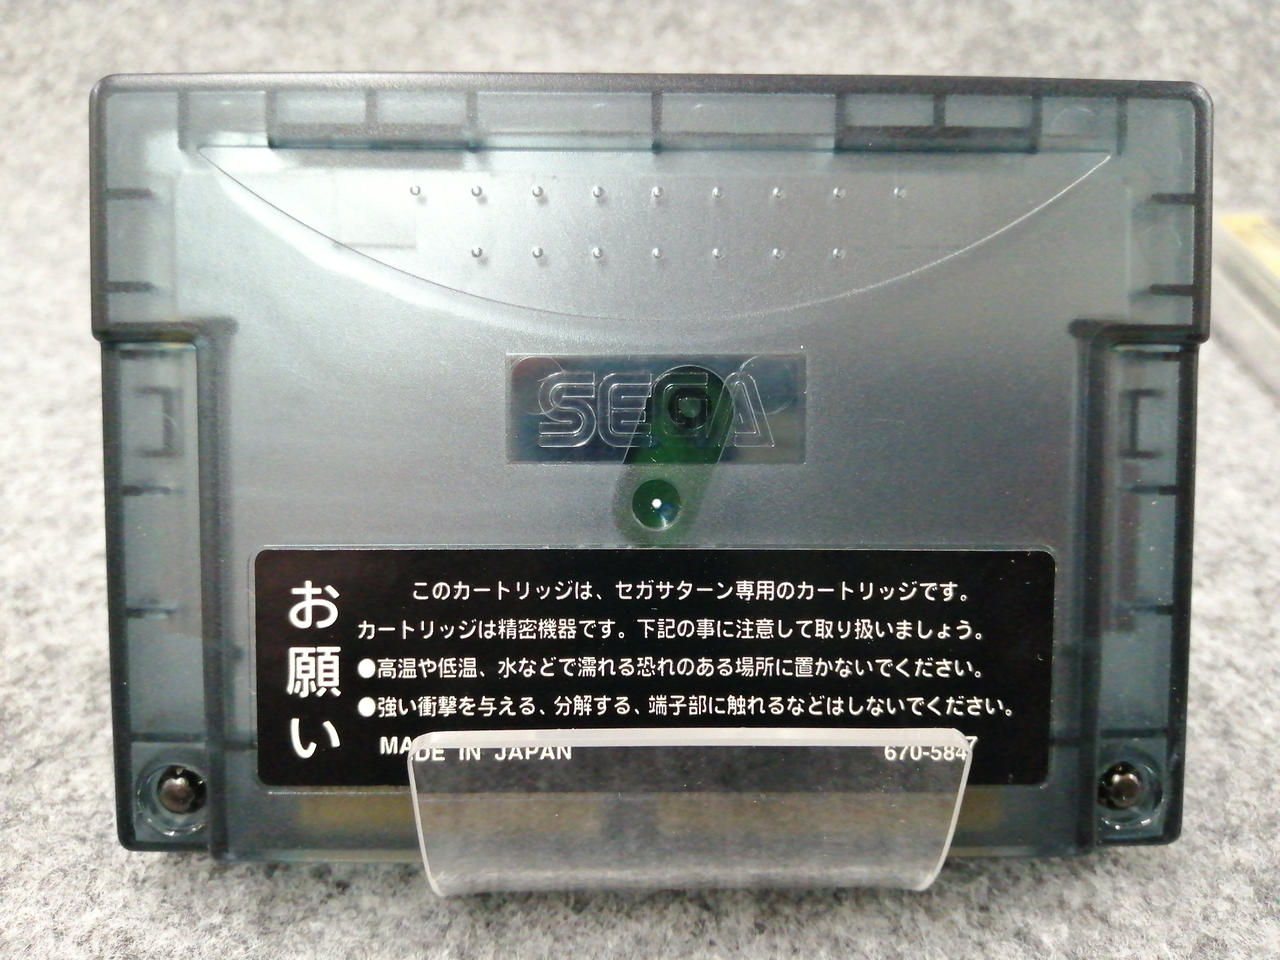 SEGA
お願い
このカートリッジは、セガサターン専用のカートリッジです。
カートリッジは精密機器です。下記の事に注意して取り扱いましょう。
●高温や低温、水などで濡れる恐れのある場所に置かないでください。
●強い衝撃を与える、分解する、端子部に触れるなどはしないでください。
MADE IN JAPAN 670-5847